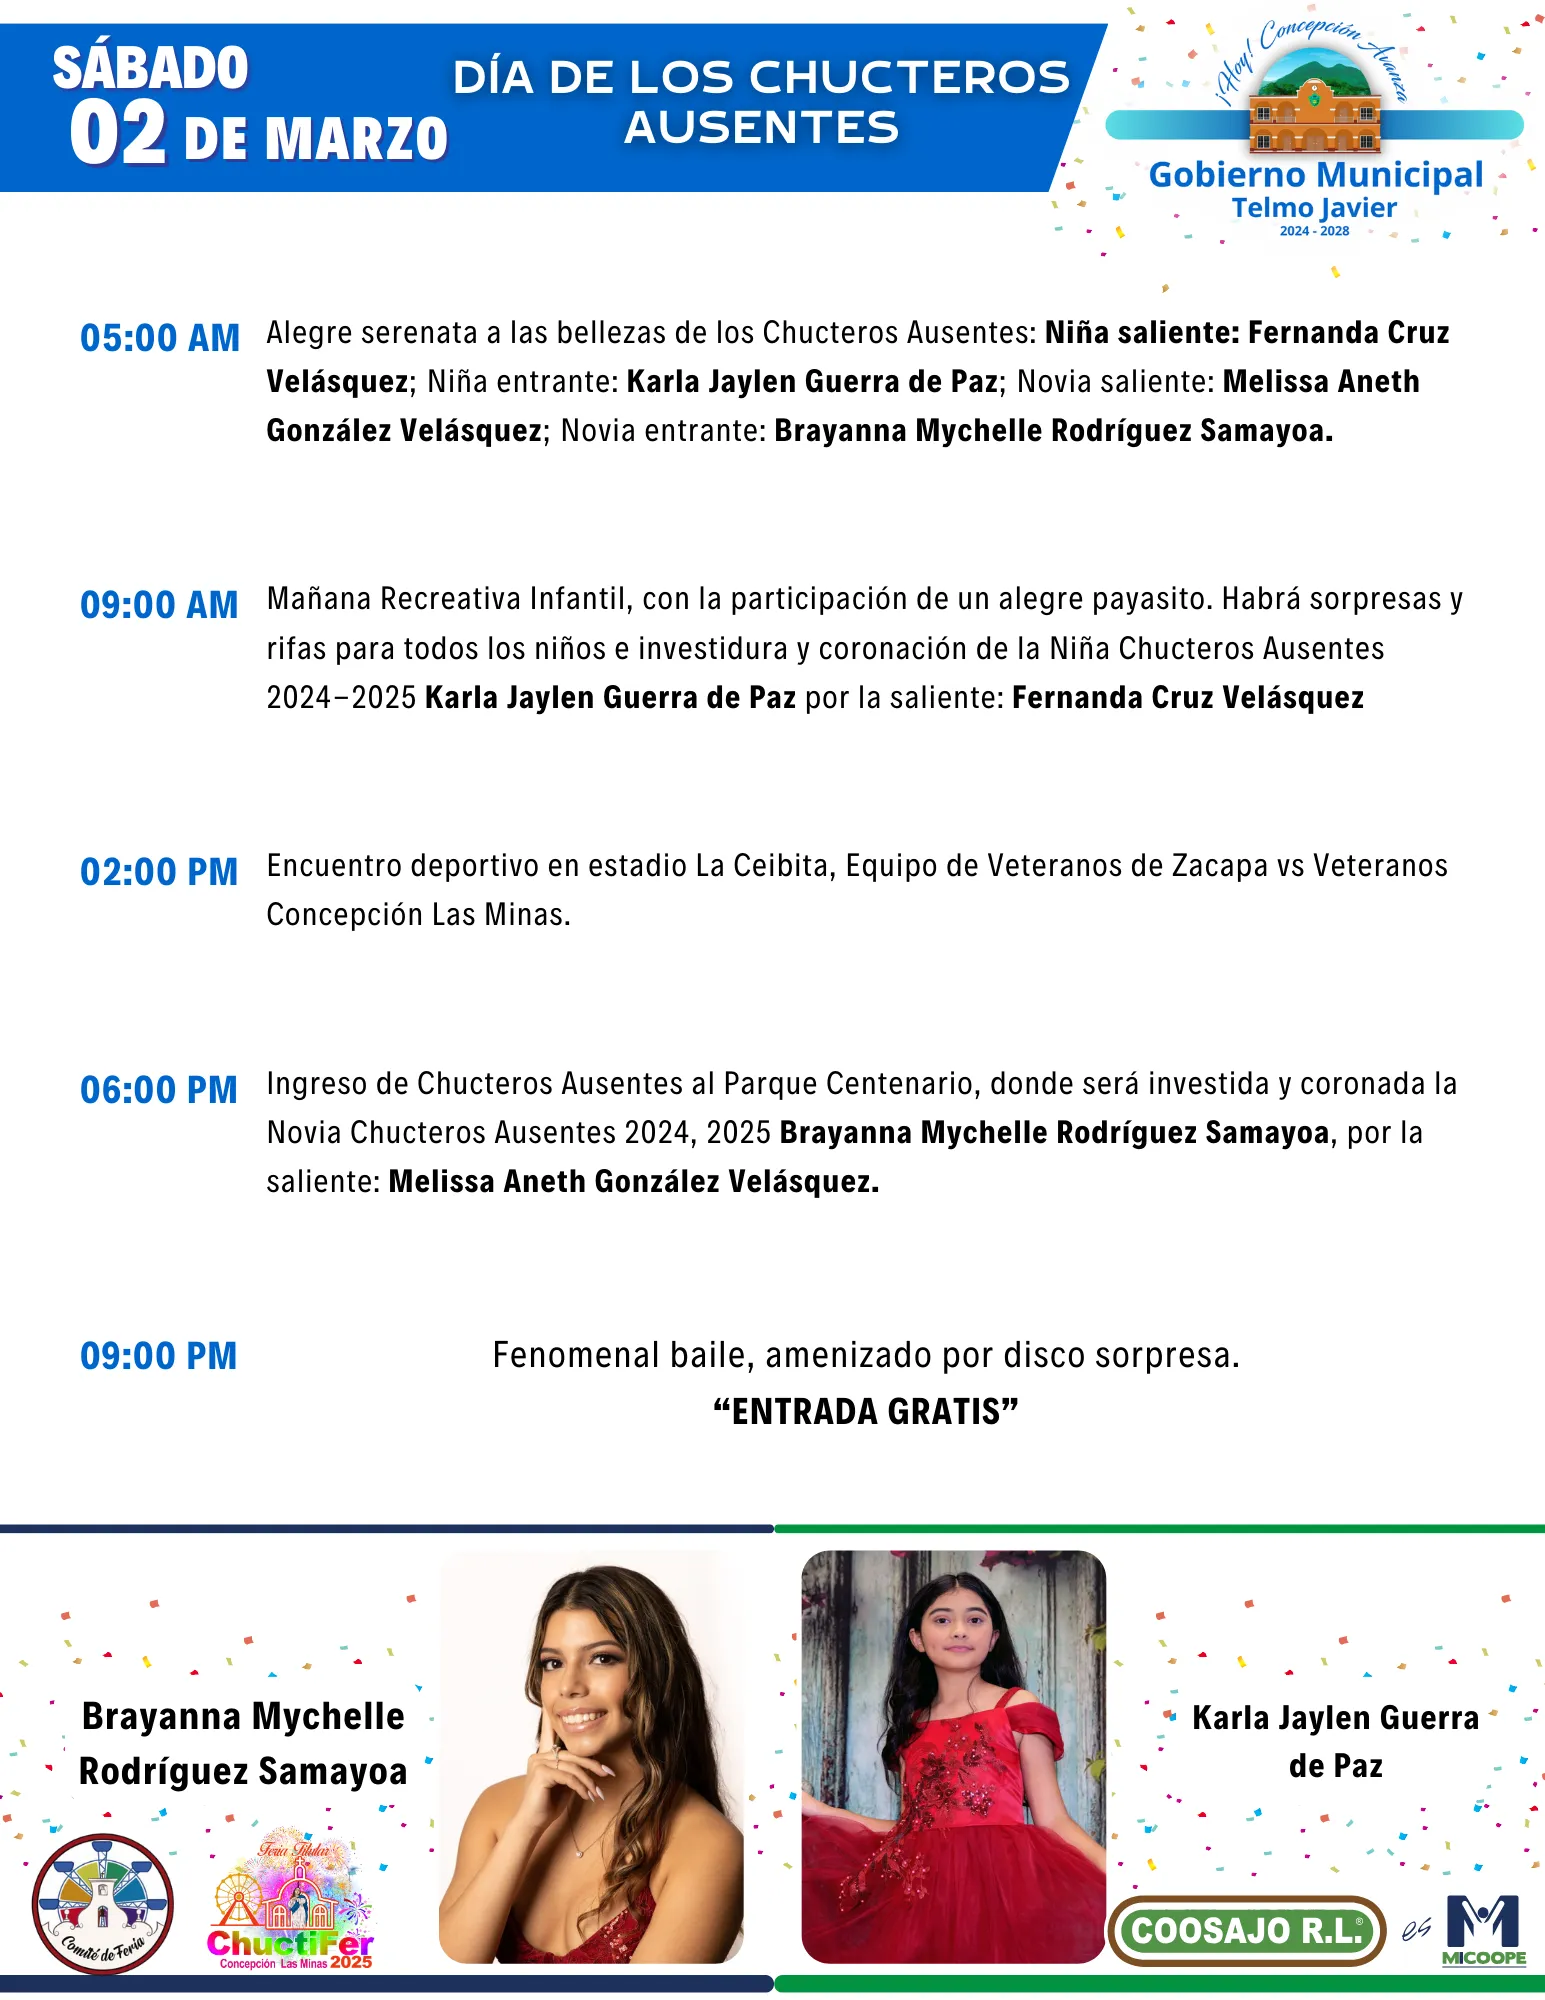 SÁBADO
02 DE MARZO
DÍA DE LOS CHUCTEROS
AUSENTES
¡Hoy! Concepción Avanza
Gobierno Municipal
Telmo Javier
2024 - 2028
05:00 AM
Alegre serenata a las bellezas de los Chucteros Ausentes: Niña saliente: Fernanda Cruz
Velásquez; Niña entrante: Karla Jaylen Guerra de Paz; Novia saliente: Melissa Aneth
González Velásquez; Novia entrante: Brayanna Mychelle Rodríguez Samayoa.
09:00 AM
Mañana Recreativa Infantil, con la participación de un alegre payasito. Habrá sorpresas y
rifas para todos los niños e investidura y coronación de la Niña Chucteros Ausentes
2024–2025 Karla Jaylen Guerra de Paz por la saliente: Fernanda Cruz Velásquez
02:00 PM
Encuentro deportivo en estadio La Ceibita, Equipo de Veteranos de Zacapa vs Veteranos
Concepción Las Minas.
06:00 PM
Ingreso de Chucteros Ausentes al Parque Centenario, donde será investida y coronada la
Novia Chucteros Ausentes 2024, 2025 Brayanna Mychelle Rodríguez Samayoa, por la
saliente: Melissa Aneth González Velásquez.
09:00 PM
Fenomenal baile, amenizado por disco sorpresa.
“ENTRADA GRATIS”
Brayanna Mychelle
Rodríguez Samayoa
Karla Jaylen Guerra
de Paz
Comité de Feria
Feria Titular
ChuctiFer
Concepción Las Minas 2025
COOSAJO R.L.®
es
MICOOPE